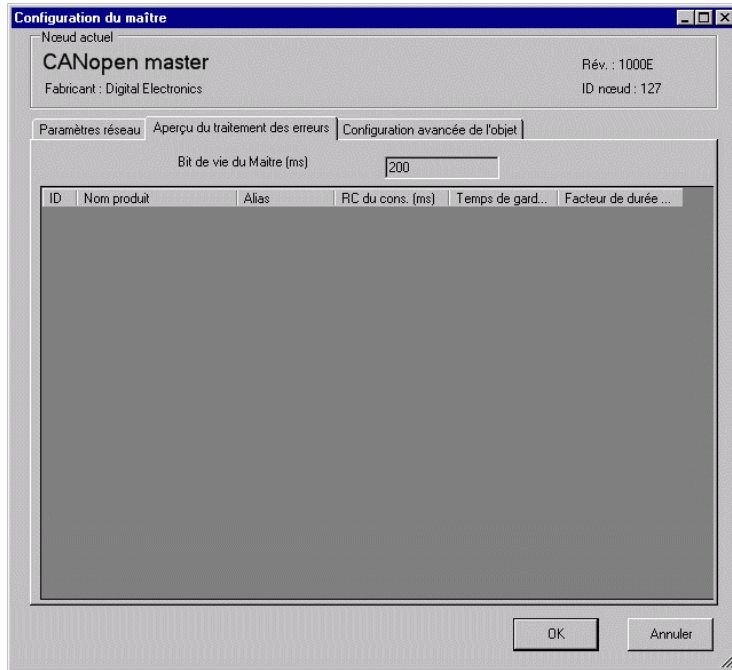 Configuration du maître
Nœud actuel
CANopen master
Rév. : 1000E
Fabricant : Digital Electronics
ID nœud : 127
Paramètres réseau
Aperçu du traitement des erreurs
Configuration avancée de l'objet
Bit de vie du Maitre (ms)
200
ID
Nom produit
Alias
RC du cons. (ms)
Temps de gard...
Facteur de durée ...
OK
Annuler